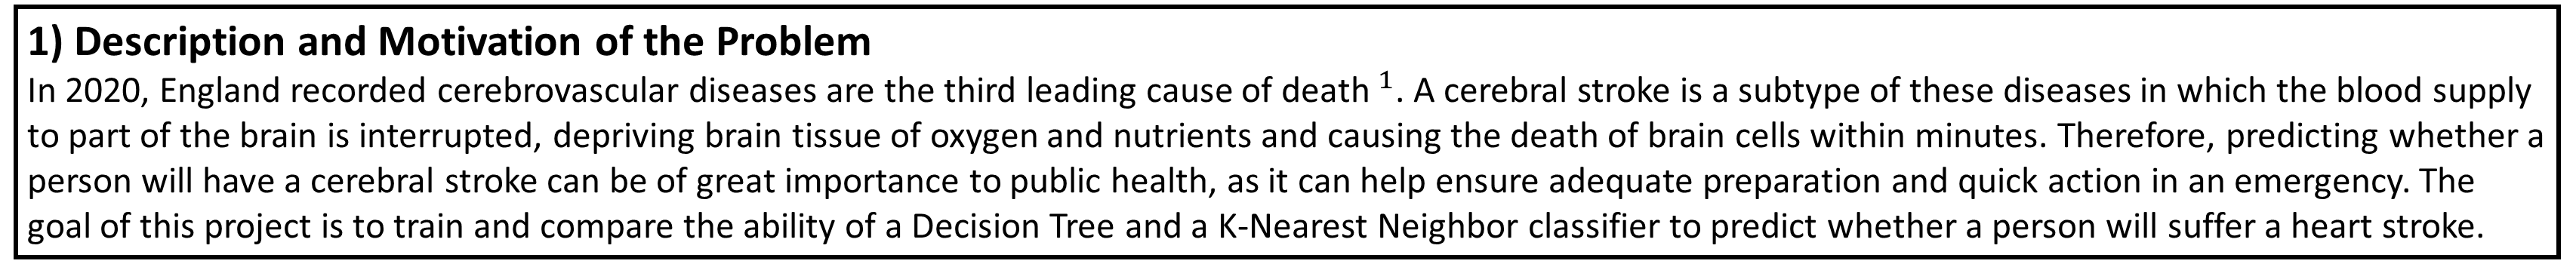 1) Description and Motivation of the Problem
In 2020, England recorded cerebrovascular diseases are the third leading cause of death ¹. A cerebral stroke is a subtype of these diseases in which the blood supply
to part of the brain is interrupted, depriving brain tissue of oxygen and nutrients and causing the death of brain cells within minutes. Therefore, predicting whether a
person will have a cerebral stroke can be of great importance to public health, as it can help ensure adequate preparation and quick action in an emergency. The
goal of this project is to train and compare the ability of a Decision Tree and a K-Nearest Neighbor classifier to predict whether a person will suffer a heart stroke.